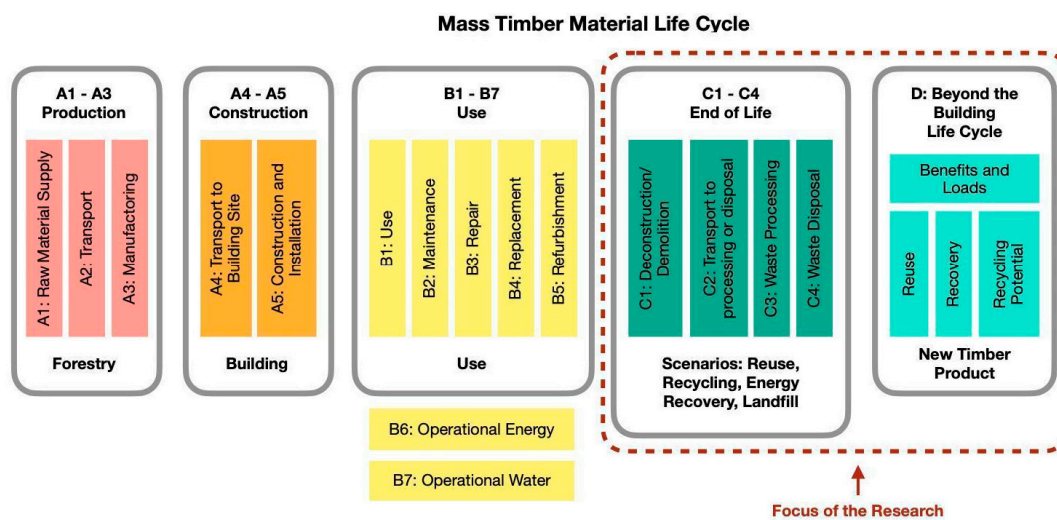 Mass Timber Material Life Cycle
A1 - A3
Production
A1: Raw Material Supply
A2: Transport
A3: Manufactoring
Forestry
A4 - A5
Construction
A4: Transport to
Building Site
A5: Construction and
Installation
Building
B1 - B7
Use
B1: Use
B2: Maintenance
B3: Repair
B4: Replacement
B5: Refurbishment
Use
B6: Operational Energy
B7: Operational Water
C1 - C4
End of Life
C1: Deconstruction/
Demolition
C2: Transport to
processing or disposal
C3: Waste Processing
C4: Waste Disposal
Scenarios: Reuse,
Recycling, Energy
Recovery, Landfill
D: Beyond the
Building
Life Cycle
Benefits and
Loads
Reuse
Recovery
Recycling
Potential
New Timber
Product
Focus of the Research